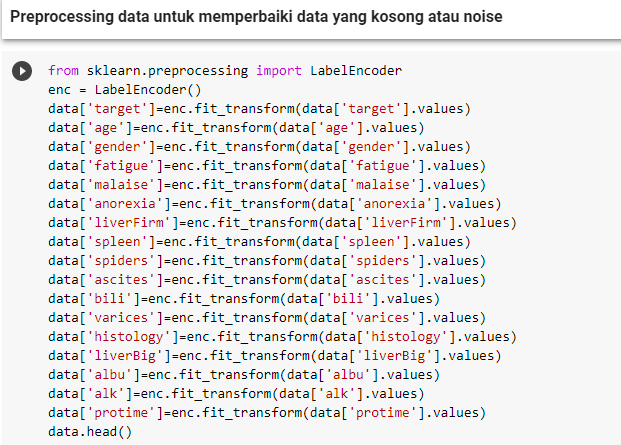 Preprocessing data untuk memperbaiki data yang kosong atau noise
from sklearn.preprocessing import LabelEncoder
enc = LabelEncoder()
data['target']=enc.fit_transform(data['target'].values)
data['age']=enc.fit_transform(data['age'].values)
data['gender']=enc.fit_transform(data['gender'].values)
data['fatigue']=enc.fit_transform(data['fatigue'].values)
data['malaise']=enc.fit_transform(data['malaise'].values)
data['anorexia']=enc.fit_transform(data['anorexia'].values)
data['liverFirm']=enc.fit_transform(data['liverFirm'].values)
data['spleen']=enc.fit_transform(data['spleen'].values)
data['spiders']=enc.fit_transform(data['spiders'].values)
data['ascites']=enc.fit_transform(data['ascites'].values)
data['bili']=enc.fit_transform(data['bili'].values)
data['varices']=enc.fit_transform(data['varices'].values)
data['histology']=enc.fit_transform(data['histology'].values)
data['liverBig']=enc.fit_transform(data['liverBig'].values)
data['albu']=enc.fit_transform(data['albu'].values)
data['alk']=enc.fit_transform(data['alk'].values)
data['protime']=enc.fit_transform(data['protime'].values)
data.head()